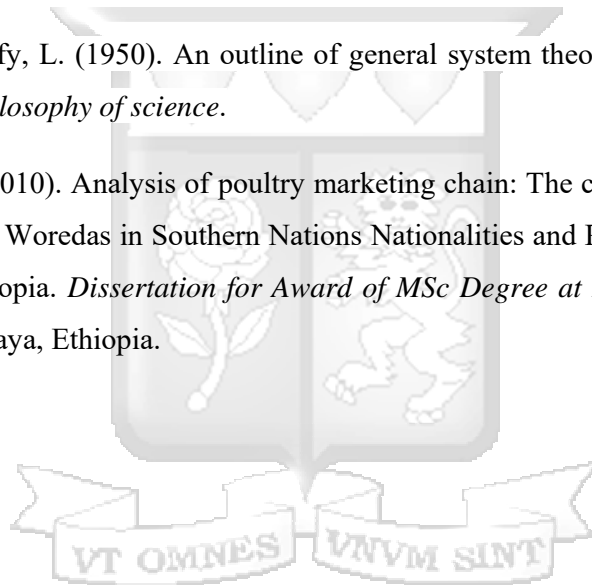 fy, L. (1950). An outline of general system theo
losophy of science.
010). Analysis of poultry marketing chain: The c
Woredas in Southern Nations Nationalities and
opia. Dissertation for Award of MSc Degree at
aya, Ethiopia.
VT OMNES VNVM SINT